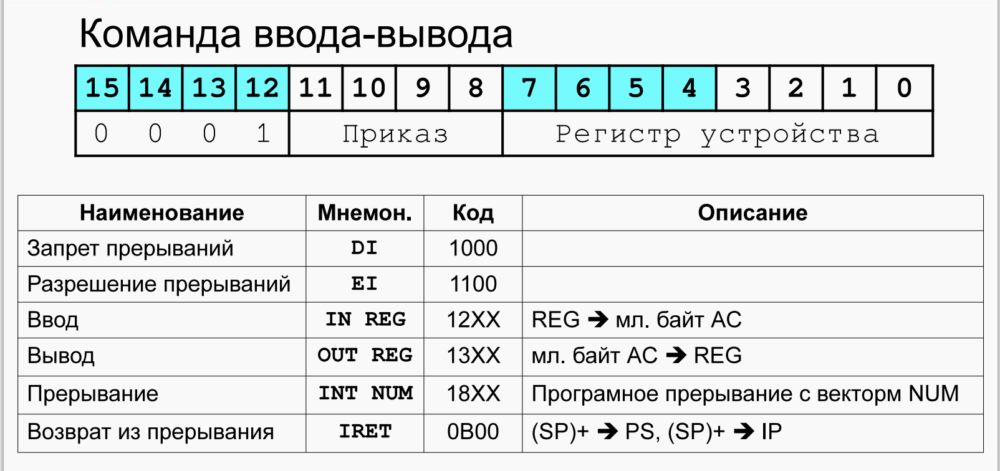 Команда ввода-вывода
15 14 13 12 11 10 9 8 7 6 5 4 3 2 1 0
0 0 0 1 Приказ Регистр устройства
Наименование Мнемон. Код Описание
Запрет прерываний DI 1000
Разрешение прерываний EI 1100
Ввод IN REG 12XX REG ➔ мл. байт AC
Вывод OUT REG 13XX мл. байт AC ➔ REG
Прерывание INT NUM 18XX Програмное прерывание с вектрм NUM
Возврат из прерывания IRET 0B00 (SP)+ ➔ PS, (SP)+ ➔ IP